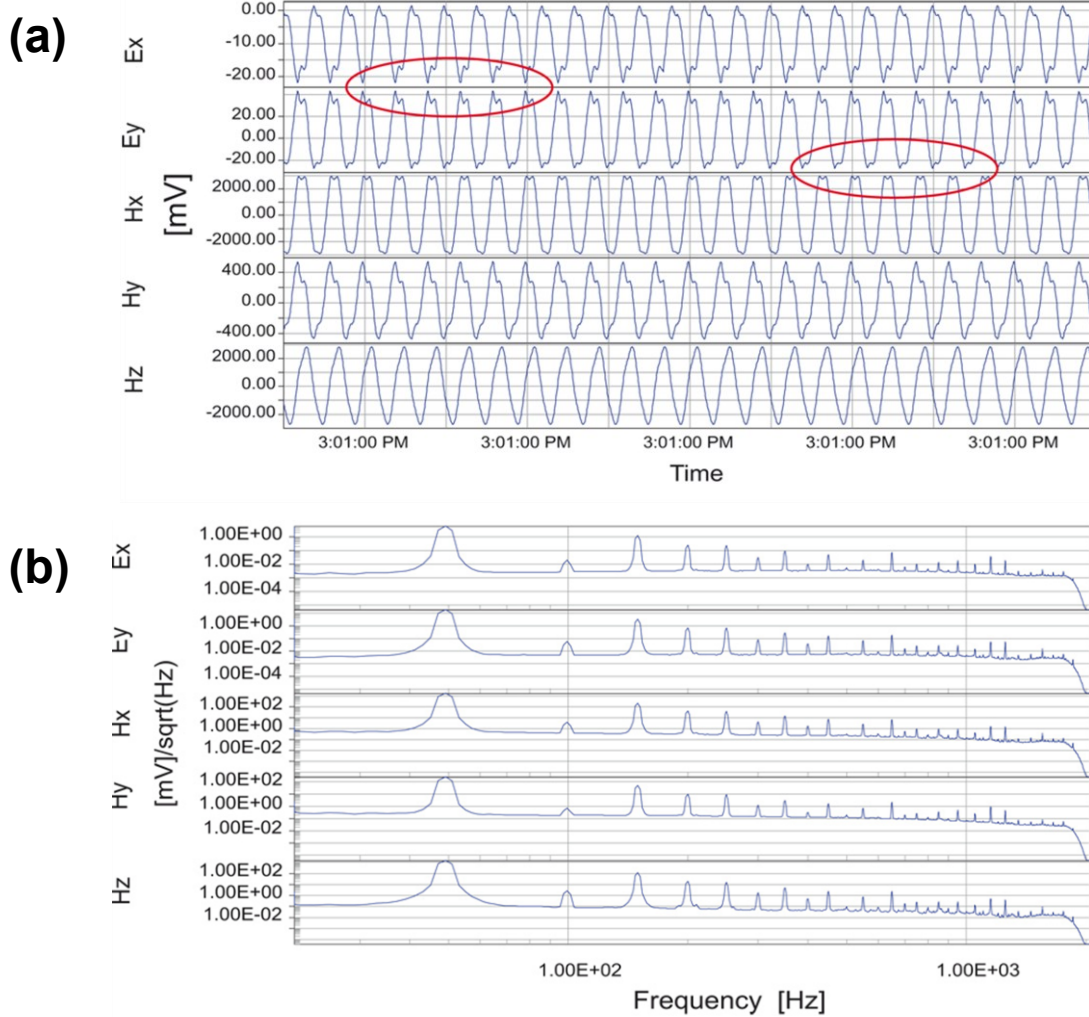 (a)
Ex
0.00
-10.00
-20.00
Ey
20.00
0.00
-20.00
[mV]
Hx
2000.00
0.00
-2000.00
Hy
400.00
0.00
-400.00
Hz
2000.00
0.00
-2000.00
3:01:00 PM 3:01:00 PM 3:01:00 PM 3:01:00 PM 3:01:00 PM
Time
(b)
Ex
1.00E+00
1.00E-02
1.00E-04
Ey
1.00E+00
1.00E-02
1.00E-04
[mV]/sqrt(Hz)
Hx
1.00E+02
1.00E+00
1.00E-02
Hy
1.00E+02
1.00E+00
1.00E-02
Hz
1.00E+02
1.00E+00
1.00E-02
1.00E+02 1.00E+03
Frequency [Hz]